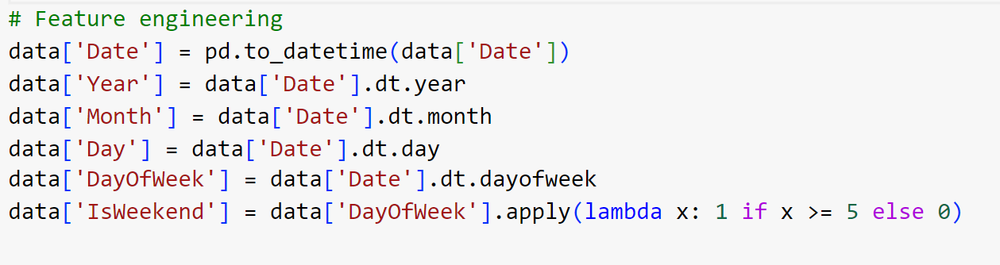 # Feature engineering
data['Date'] = pd.to_datetime(data['Date'])
data['Year'] = data['Date'].dt.year
data['Month'] = data['Date'].dt.month
data['Day'] = data['Date'].dt.day
data['DayOfWeek'] = data['Date'].dt.dayofweek
data['IsWeekend'] = data['DayOfWeek'].apply(lambda x: 1 if x >= 5 else 0)